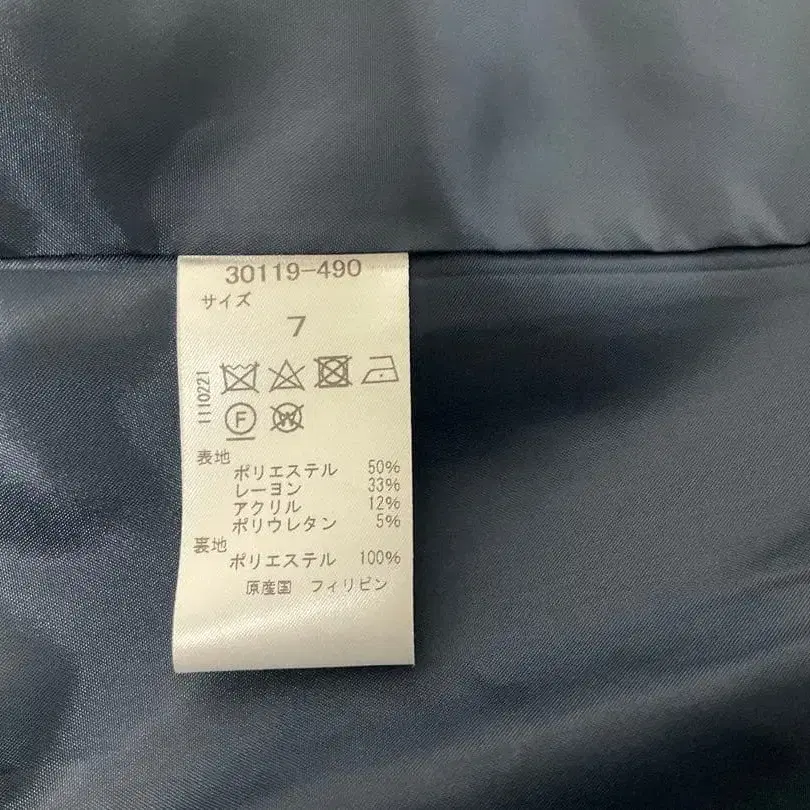 30119-490
サイズ
7
1110221
F
W
表地
ポリエステル 50%
レーヨン 33%
アクリル 12%
ポリウレタン 5%
裏地
ポリエステル 100%
原産国 フィリピン